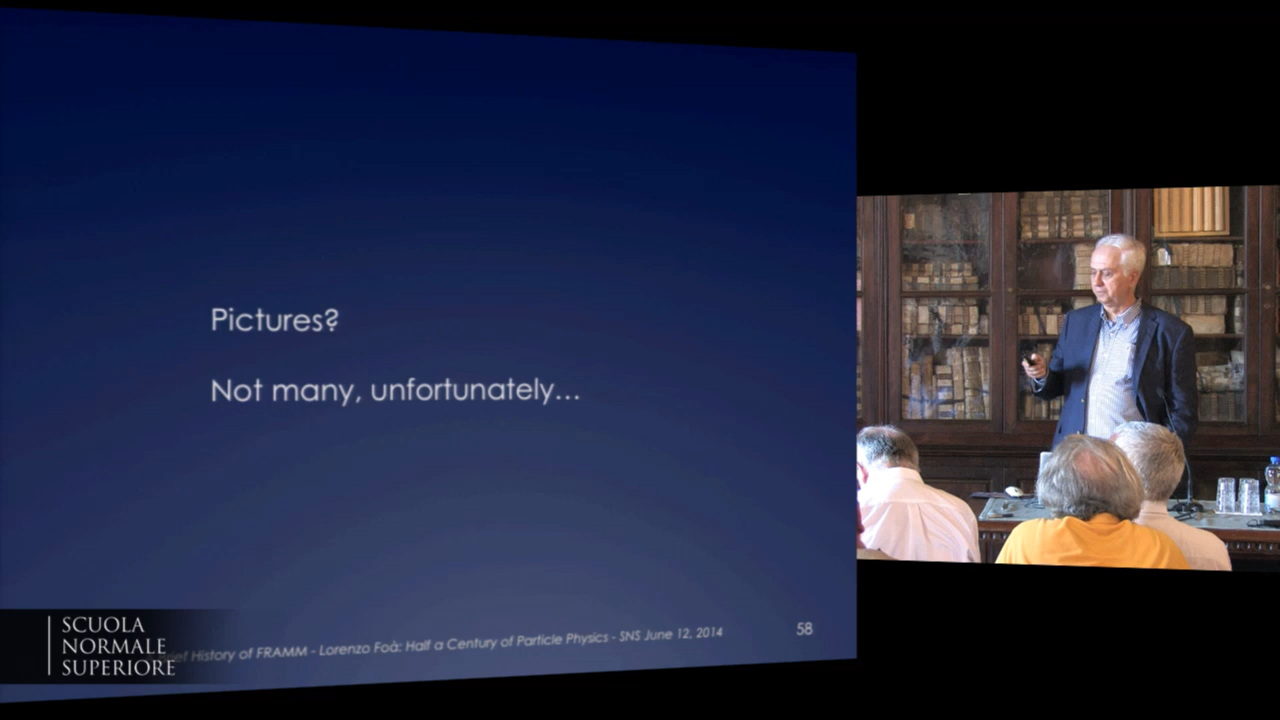 Pictures?
Not many, unfortunately...
History of FRAMM - Lorenzo Foà: Half a Century of Particle Physics - SNS June 12, 2014
58
SCUOLA
NORMALE
SUPERIORE